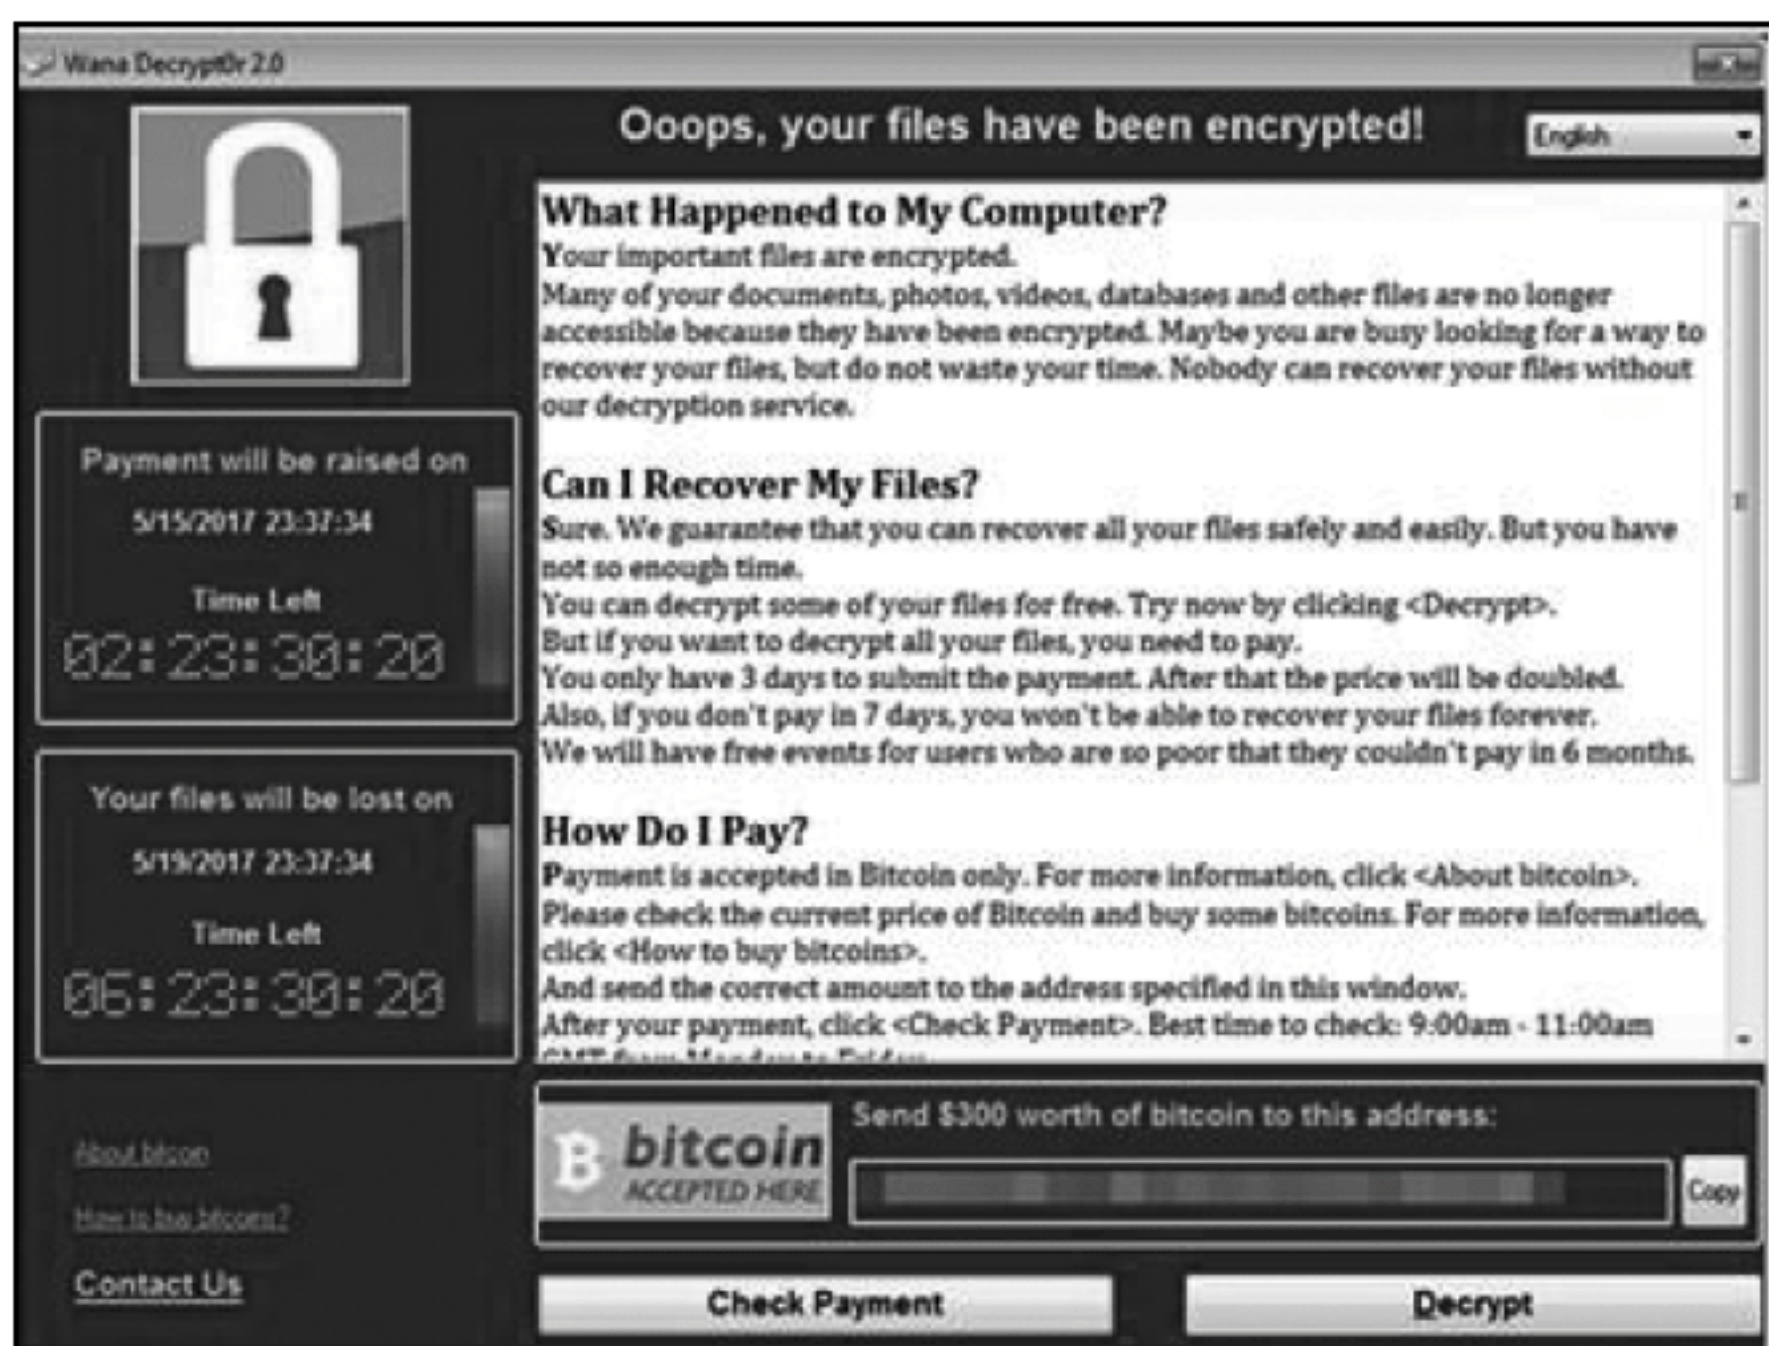 Wana Decrypt0r 2.0
Ooops, your files have been encrypted!
English
What Happened to My Computer?
Your important files are encrypted.
Many of your documents, photos, videos, databases and other files are no longer
accessible because they have been encrypted. Maybe you are busy looking for a way to
recover your files, but do not waste your time. Nobody can recover your files without
our decryption service.
Can I Recover My Files?
Sure. We guarantee that you can recover all your files safely and easily. But you have
not so enough time.
You can decrypt some of your files for free. Try now by clicking <Decrypt>.
But if you want to decrypt all your files, you need to pay.
You only have 3 days to submit the payment. After that the price will be doubled.
Also, if you don't pay in 7 days, you won't be able to recover your files forever.
We will have free events for users who are so poor that they couldn't pay in 6 months.
How Do I Pay?
Payment is accepted in Bitcoin only. For more information, click <About bitcoin>.
Please check the current price of Bitcoin and buy some bitcoins. For more information,
click <How to buy bitcoins>.
And send the correct amount to the address specified in this window.
After your payment, click <Check Payment>. Best time to check: 9:00am - 11:00am
GMT from Monday to Friday.
Payment will be raised on
5/15/2017 23:37:34
Time Left
02:23:30:20
Your files will be lost on
5/19/2017 23:37:34
Time Left
06:23:30:20
About bitcoin
How to buy bitcoins?
Contact Us
bitcoin
ACCEPTED HERE
Send $300 worth of bitcoin to this address:
Copy
Check Payment
Decrypt